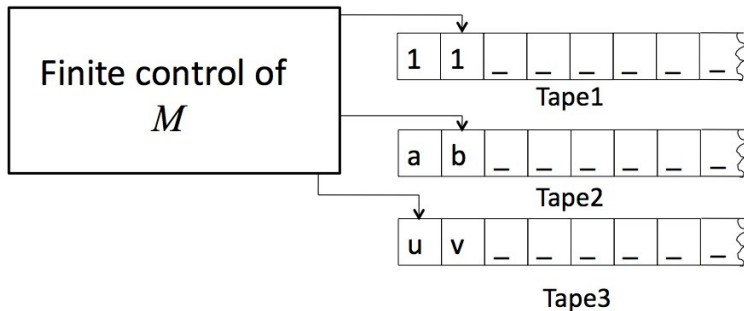 Finite control of
M
1 1 _ _ _ _ _ _
Tape1
a b _ _ _ _ _ _
Tape2
u v _ _ _ _ _ _
Tape3